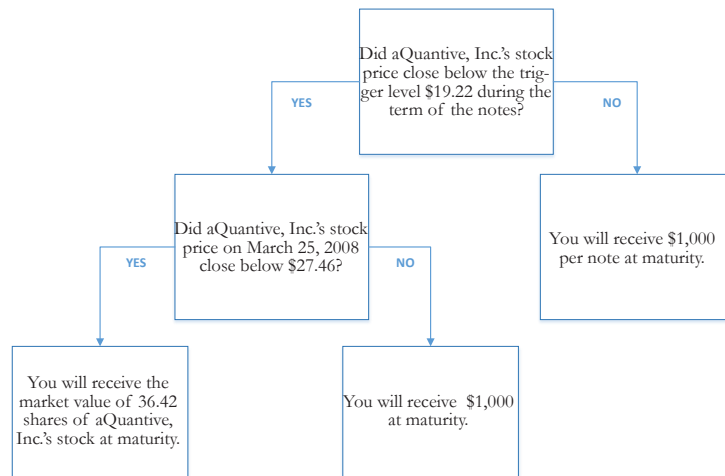 Did aQuantive, Inc.'s stock
price close below the trig-
ger level $19.22 during the
term of the notes?
YES
NO
Did aQuantive, Inc.'s stock
price on March 25, 2008
close below $27.46?
You will receive $1,000
per note at maturity.
YES
NO
You will receive the
market value of 36.42
shares of aQuantive,
Inc.'s stock at maturity.
You will receive $1,000
at maturity.